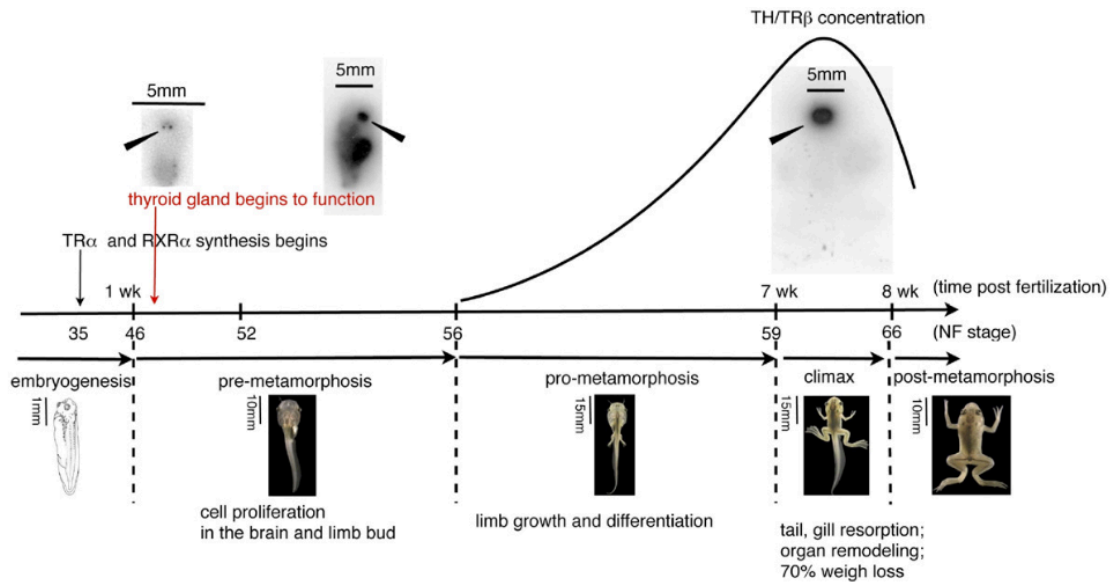 TH/TRβ concentration
5mm
5mm
5mm
thyroid gland begins to function
TRα and RXRα synthesis begins
1 wk
7 wk
8 wk
(time post fertilization)
35
46
52
56
59
66
(NF stage)
embryogenesis
pre-metamorphosis
pro-metamorphosis
climax
post-metamorphosis
1mm
10mm
15mm
15mm
10mm
cell proliferation
in the brain and limb bud
limb growth and differentiation
tail, gill resorption;
organ remodeling;
70% weigh loss